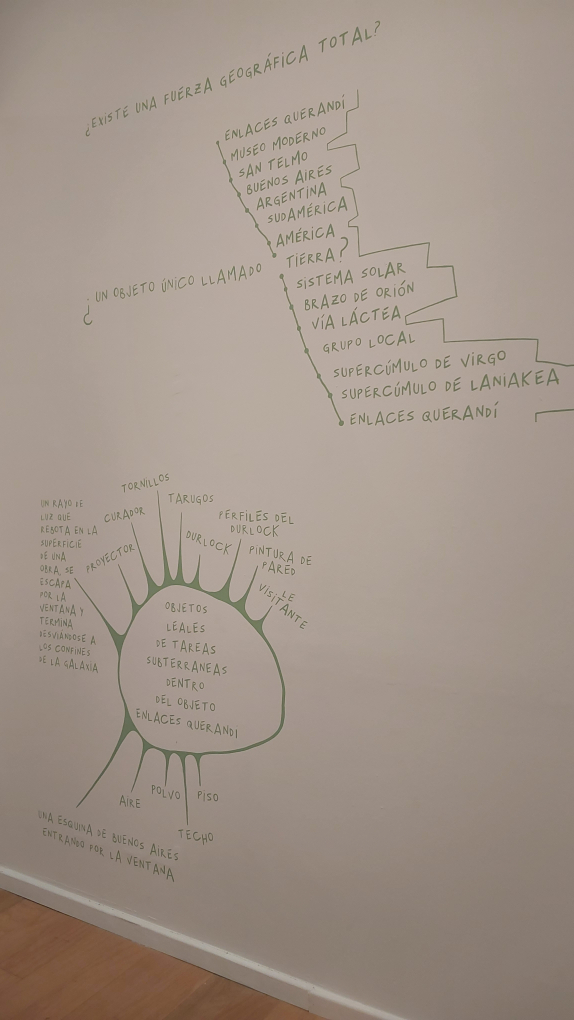 ¿EXISTE UNA FUERZA GEOGRÁFICA TOTAL?
ENLACES QUERANDÍ
MUSEO MODERNO
SAN TELMO
BUENOS AIRES
ARGENTINA
SUDAMÉRICA
AMÉRICA
¿UN OBJETO ÚNICO LLAMADO
TIERRA?
SISTEMA SOLAR
BRAZO DE ORIÓN
VÍA LÁCTEA
GRUPO LOCAL
SUPERCÚMULO DE VIRGO
SUPERCÚMULO DE LANIAKEA
ENLACES QUERANDÍ
UN RAYO DE
LUZ QUE
REBOTA EN LA
SUPERFICIE
DE UNA
OBRA, SE
ESCAPA
POR LA
VENTANA Y
TERMINA
DESVIÁNDOSE A
LOS CONFINES
DE LA GALAXIA
PROYECTOR
CURADOR
TORNILLOS
TARUGOS
DURLOCK
PERFILES DEL
DURLOCK
PINTURA DE
PARED
LE
VISITANTE
OBJETOS
LEALES
DE TAREAS
SUBTERRÁNEAS
DENTRO
DEL OBJETO
ENLACES QUERANDI
UNA ESQUINA DE BUENOS AIRES
ENTRANDO POR LA VENTANA
AIRE
POLVO
TECHO
PISO